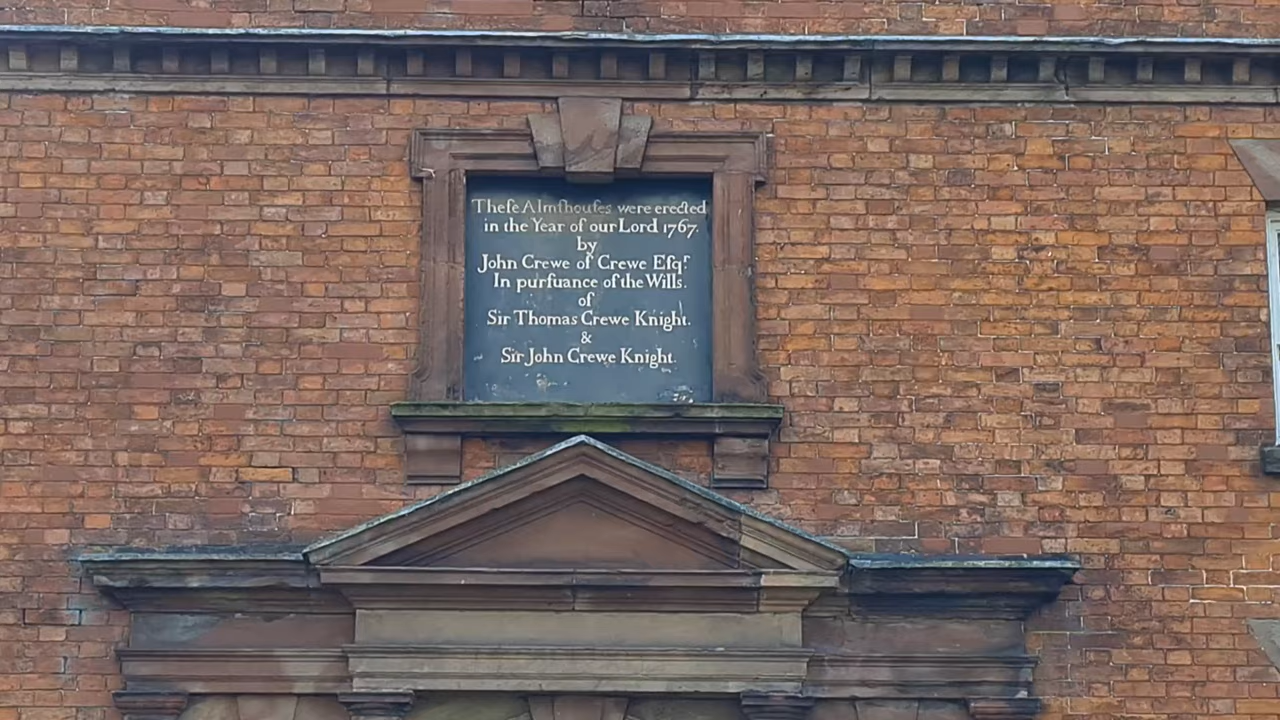 Theſe Almſhouſes were erected
in the Year of our Lord 1767.
by
John Crewe of Crewe Eſqʳ
In purſuance of the Wills.
of
Sir Thomas Crewe Knight.
&
Sir John Crewe Knight.